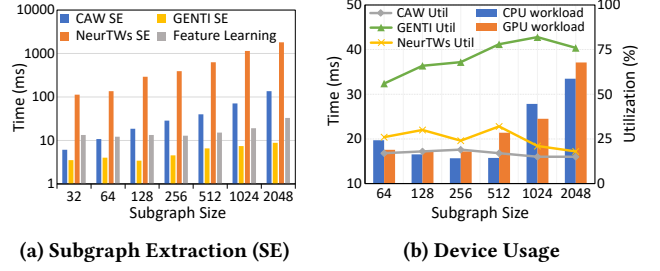 CAW SE GENTI SE
NeurTWs SE Feature Learning
Time (ms)
10000
1000
100
10
1
32 64 128 256 512 1024 2048
Subgraph Size
(a) Subgraph Extraction (SE)
CAW Util CPU workload
GENTI Util GPU workload
NeurTWs Util
Time (ms)
50
40
30
20
10
Utilization (%)
100
75
50
25
0
64 128 256 512 1024 2048
Subgraph Size
(b) Device Usage